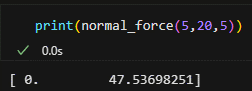 print(normal_force(5,20,5))
✓ 0.0s
[ 0.         47.53698251]